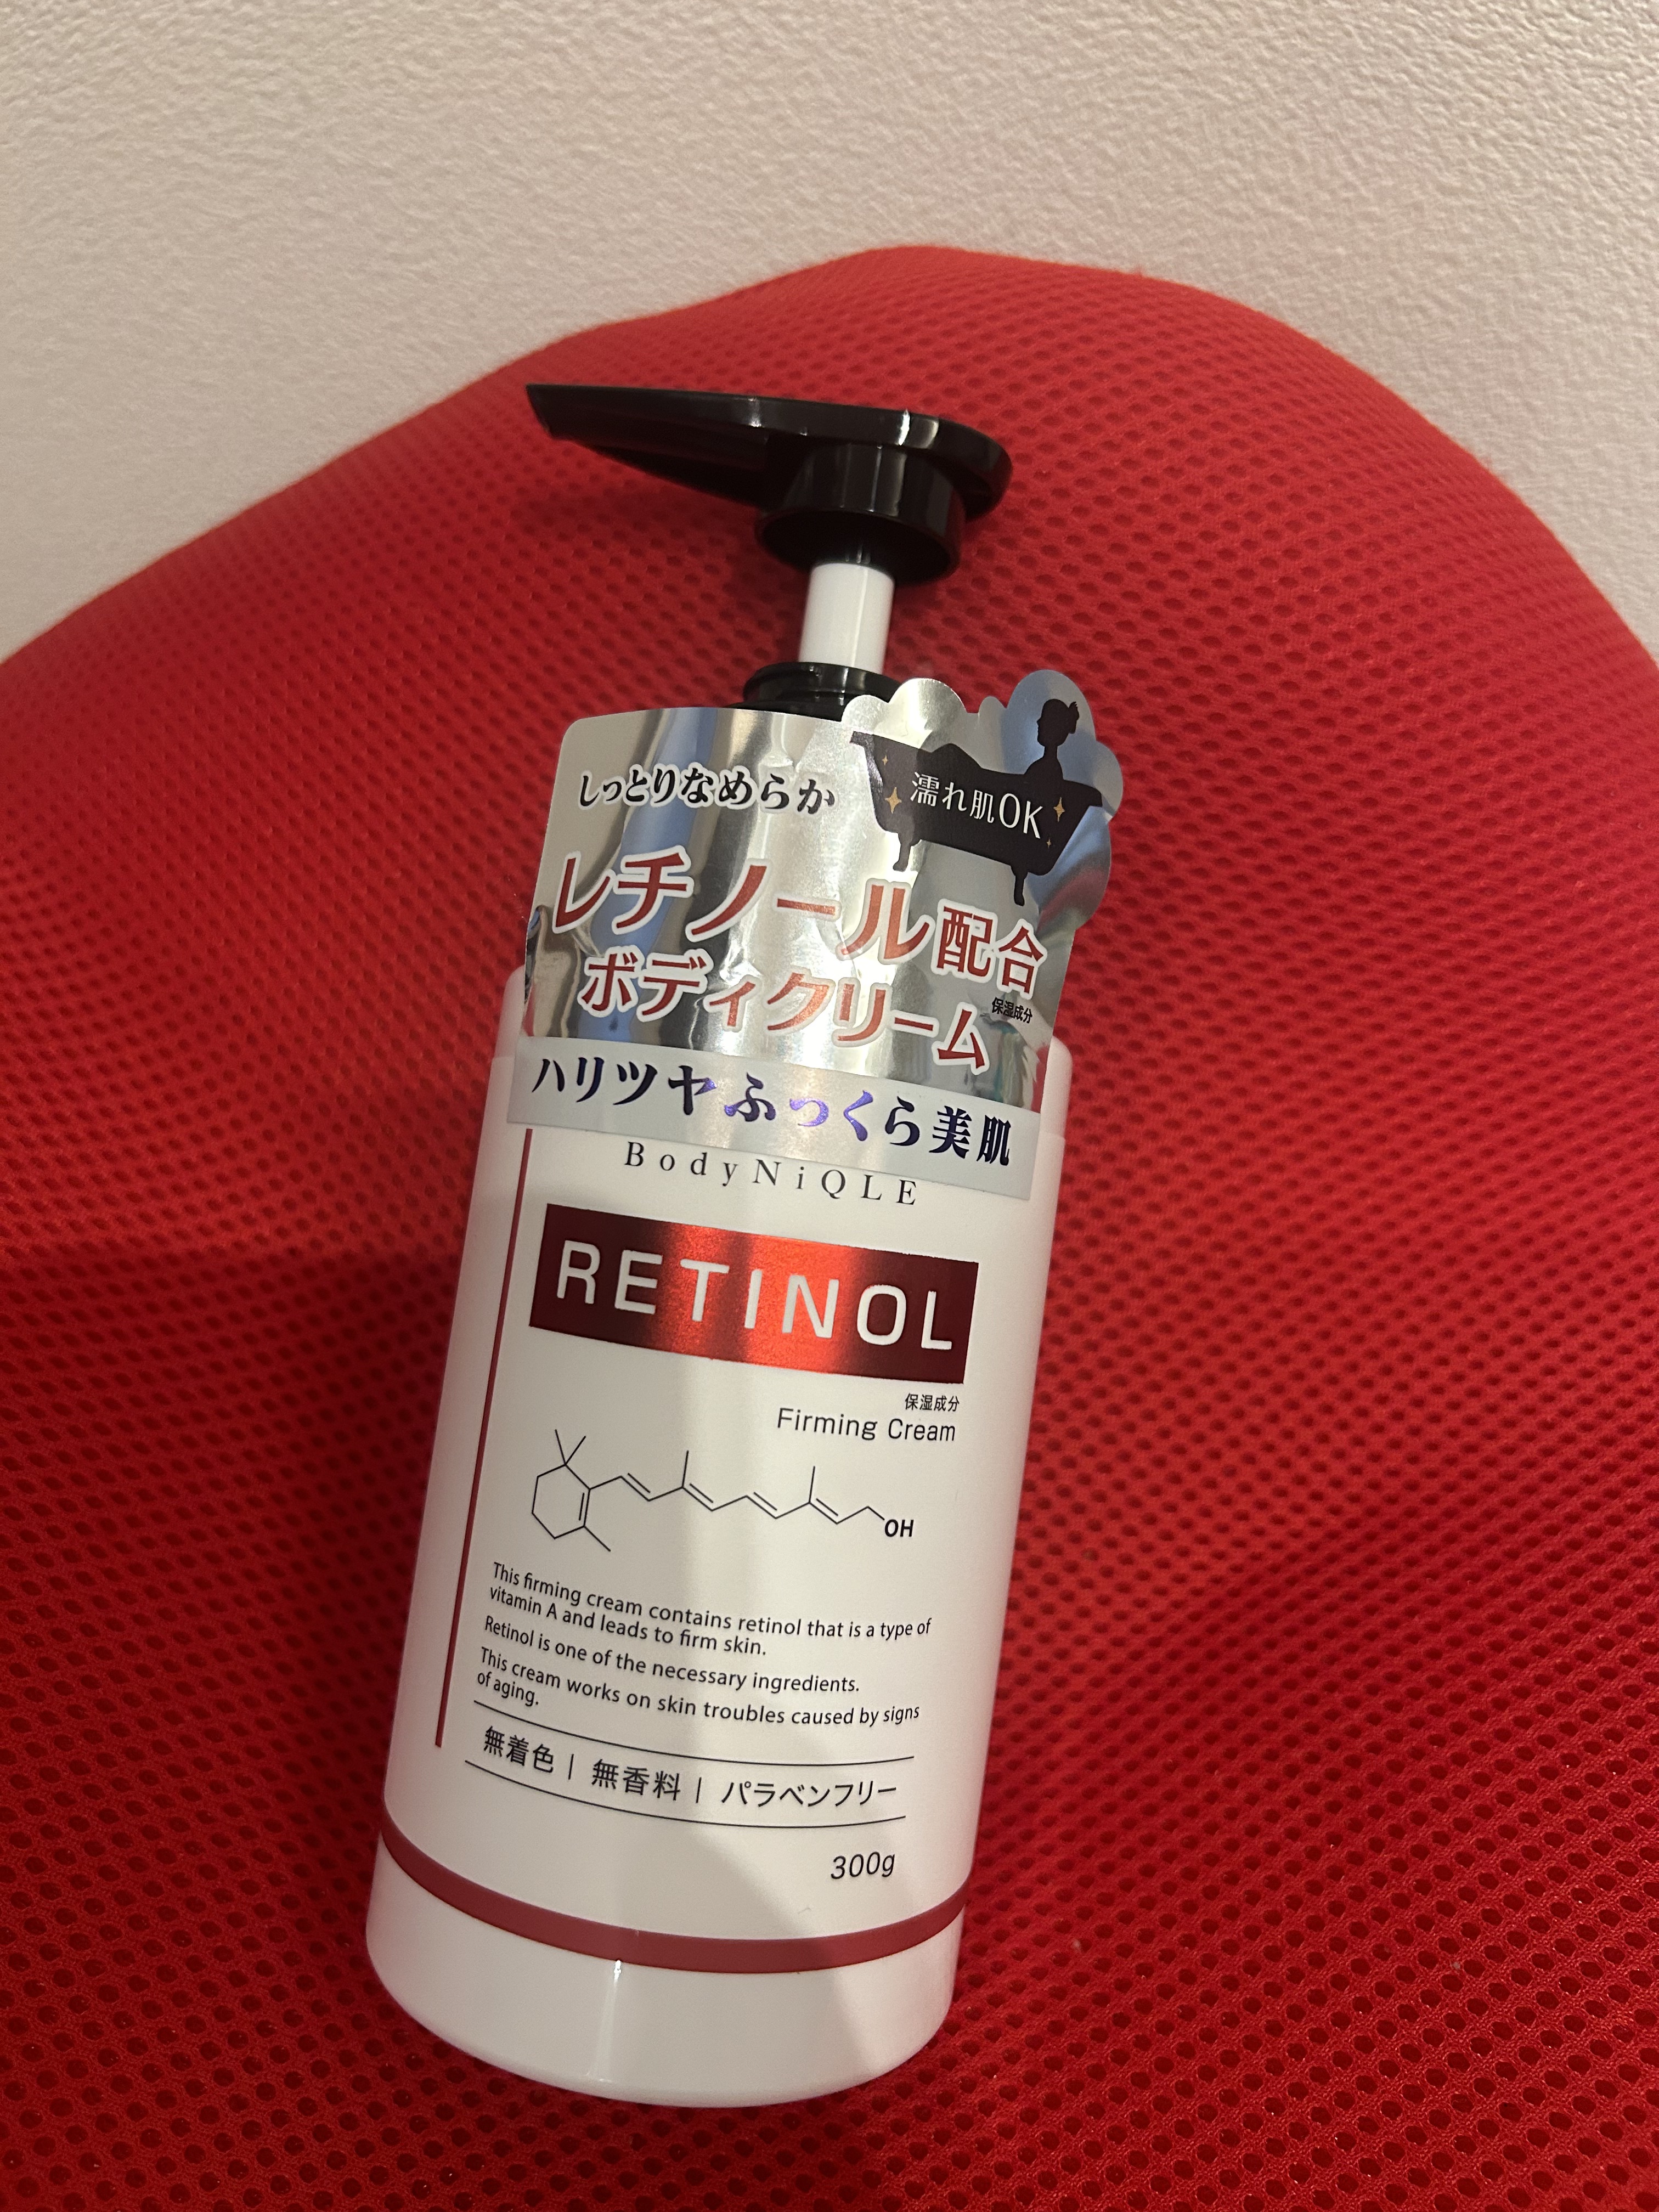 しっとりなめらか
濡れ肌OK
レチノール配合
ボディクリーム
保湿成分
ハリツヤふっくら美肌
BodyNiQLE
RETINOL
保湿成分
Firming Cream
OH
This firming cream contains retinol that is a type of
vitamin A and leads to firm skin.
Retinol is one of the necessary ingredients.
This cream works on skin troubles caused by signs
of aging.
無着色 | 無香料 | パラベンフリー
300g